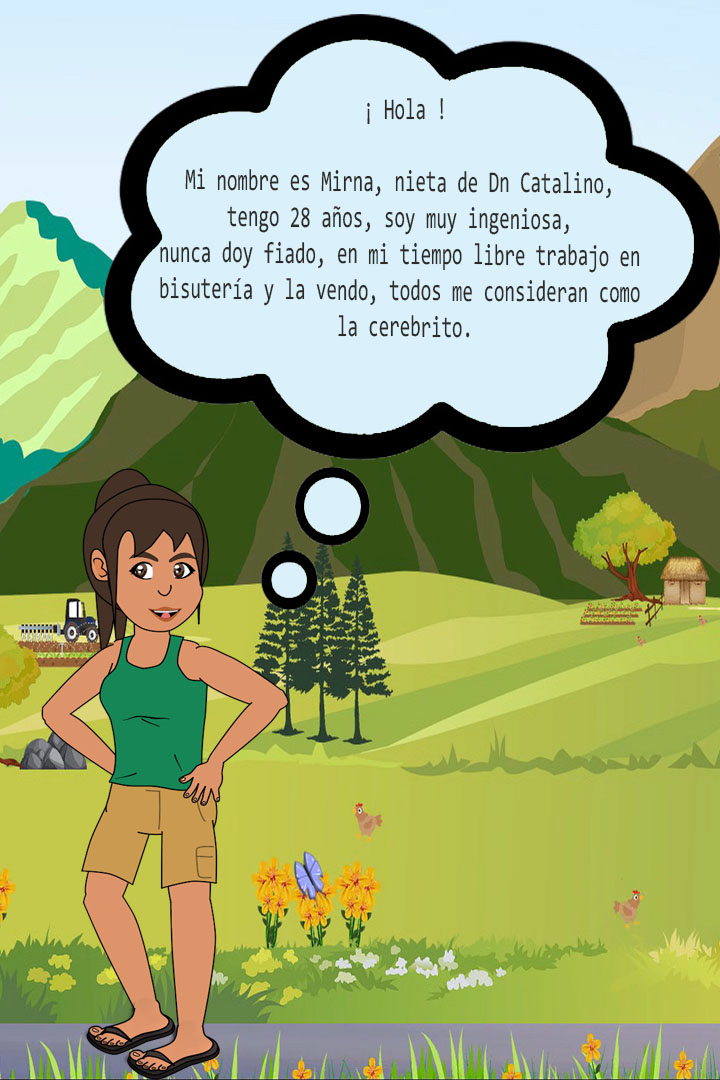 ¡ Hola !
Mi nombre es Mirna, nieta de Dn Catalino,
tengo 28 años, soy muy ingeniosa,
nunca doy fiado, en mi tiempo libre trabajo en
bisutería y la vendo, todos me consideran como
la cerebrito.